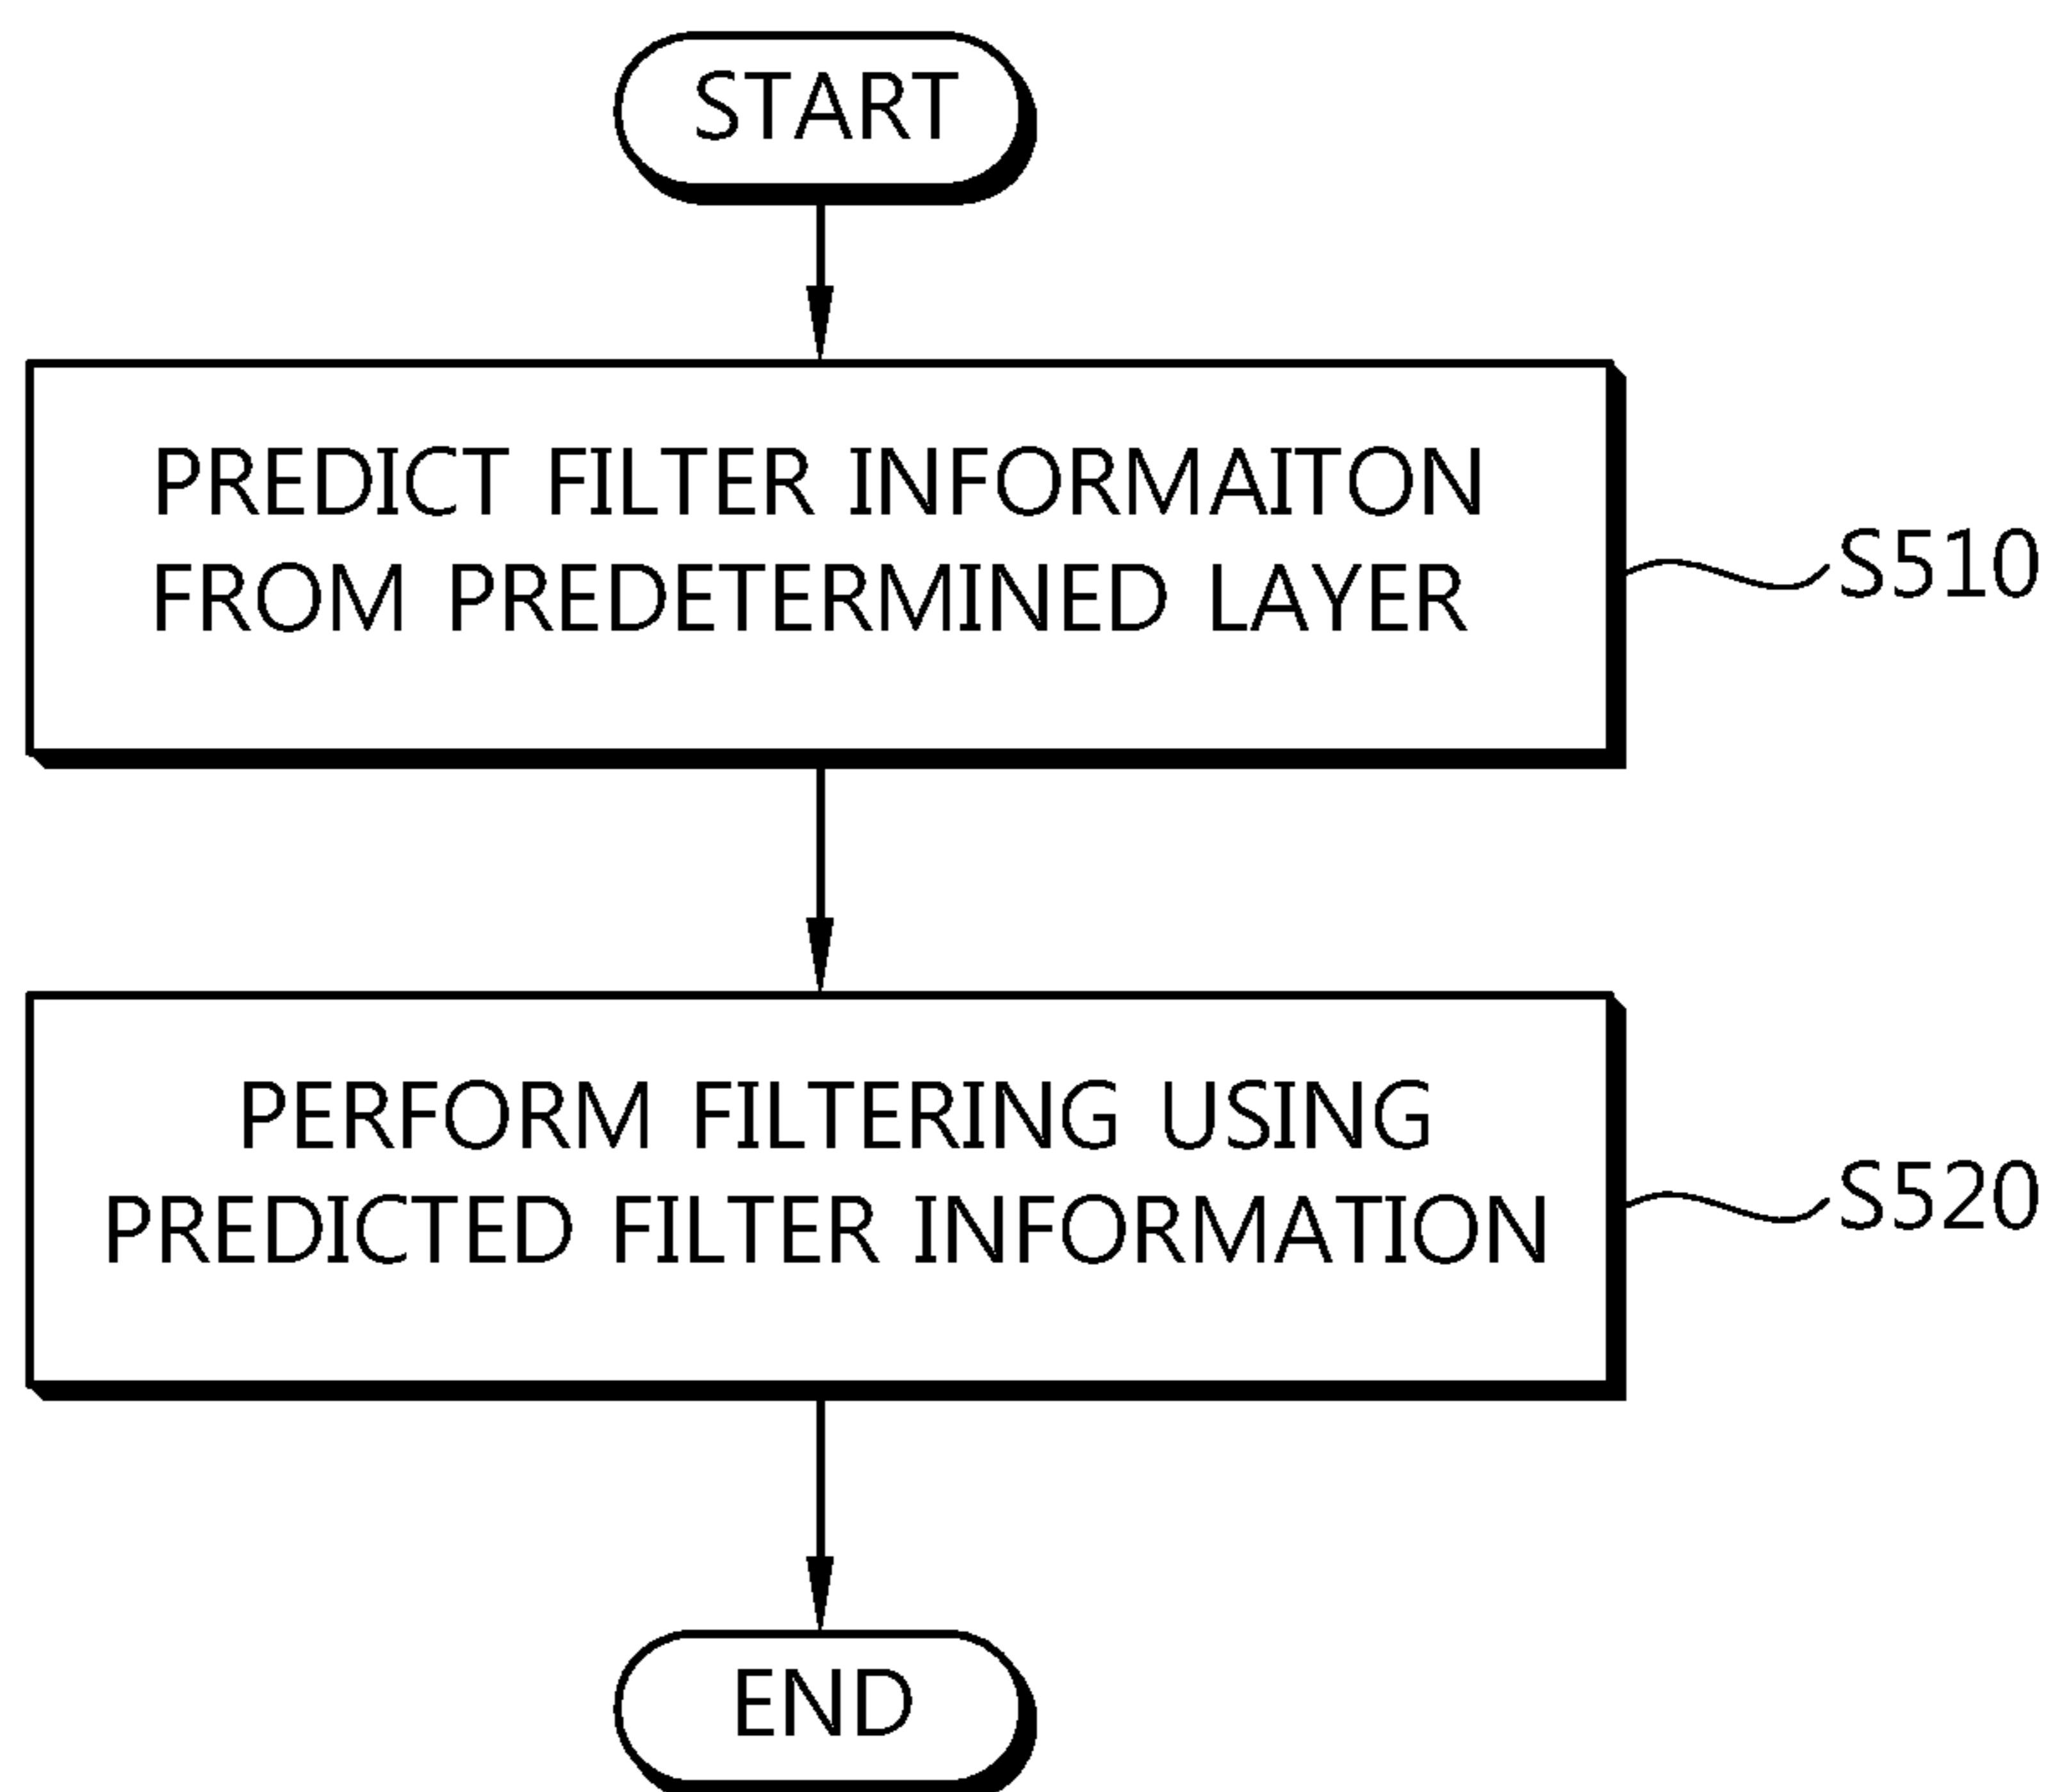 START
PREDICT FILTER INFORMAITON
FROM PREDETERMINED LAYER
S510
PERFORM FILTERING USING
PREDICTED FILTER INFORMATION
S520
END